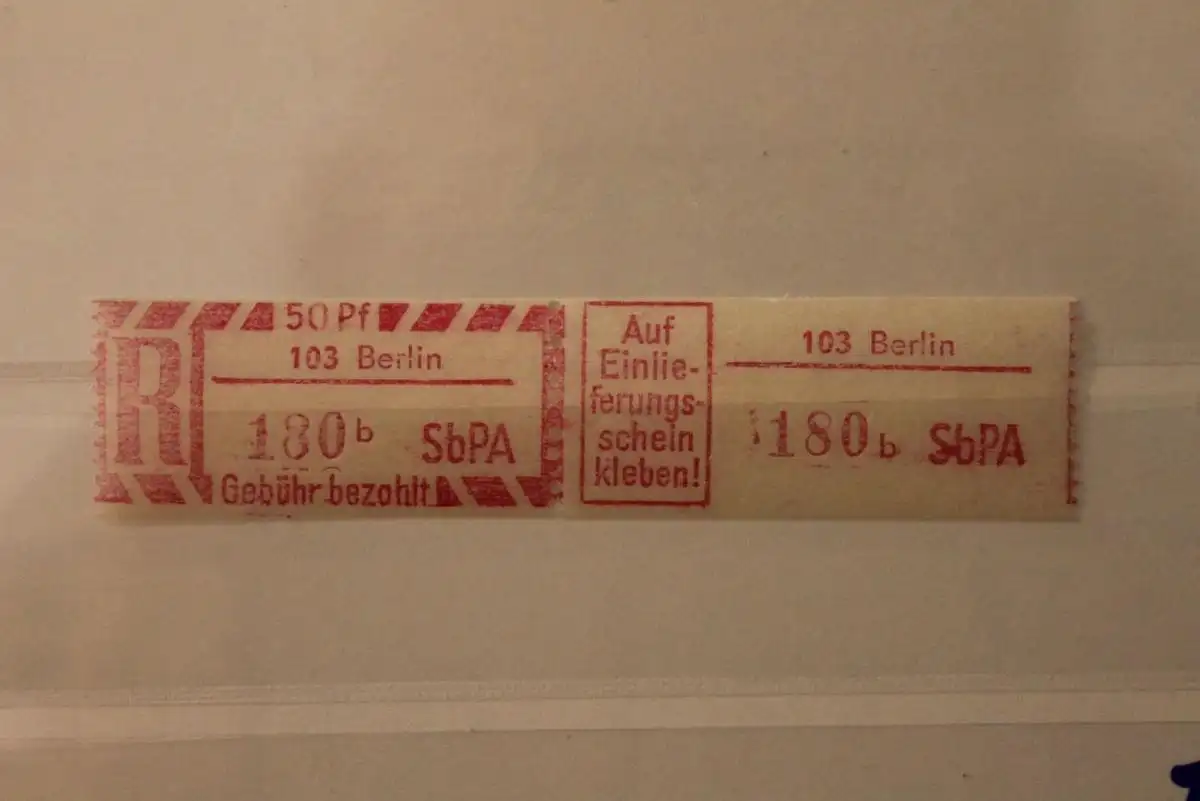 50 Pf
103 Berlin
R
180 b SbPA
Gebühr bezahlt
Auf
Einlie-
ferungs-
schein
kleben!
103 Berlin
180 b SbPA